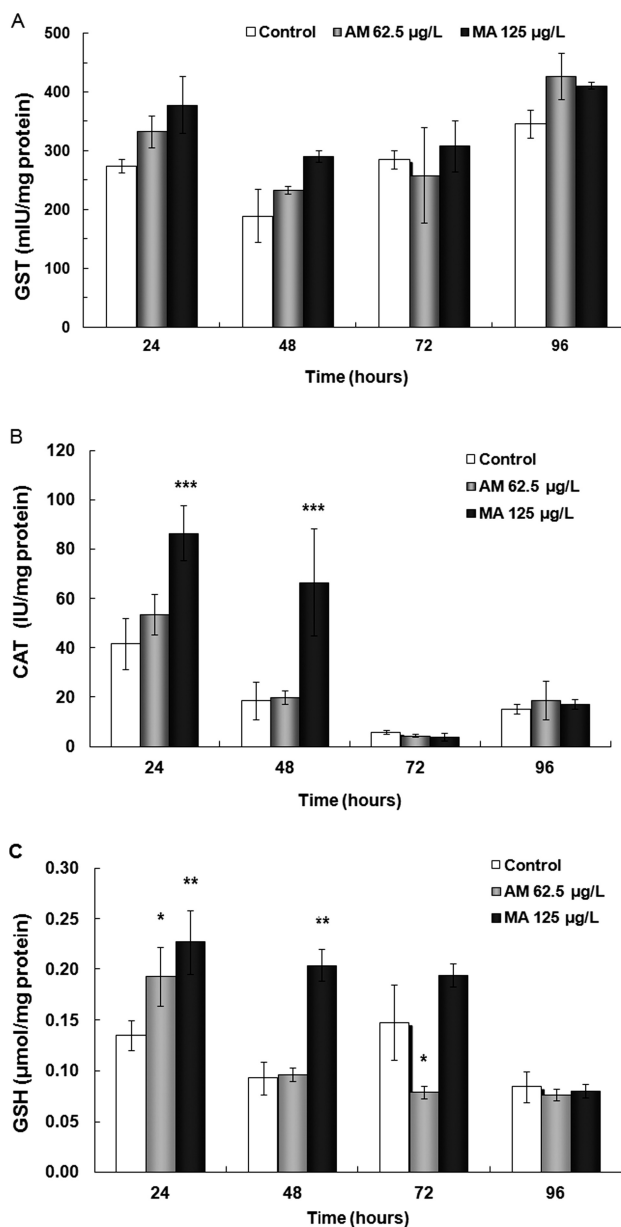 A
Control AM 62.5 µg/L MA 125 µg/L
GST (mIU/mg protein)
500
400
300
200
100
0
24 48 72 96
Time (hours)
B
Control
AM 62.5 µg/L
MA 125 µg/L
CAT (IU/mg protein)
120
100
80
60
40
20
0
*** ***
24 48 72 96
Time (hours)
C
Control
AM 62.5 µg/L
MA 125 µg/L
GSH (µmol/mg protein)
0.30
0.25
0.20
0.15
0.10
0.05
0.00
* ** ** *
24 48 72 96
Time (hours)